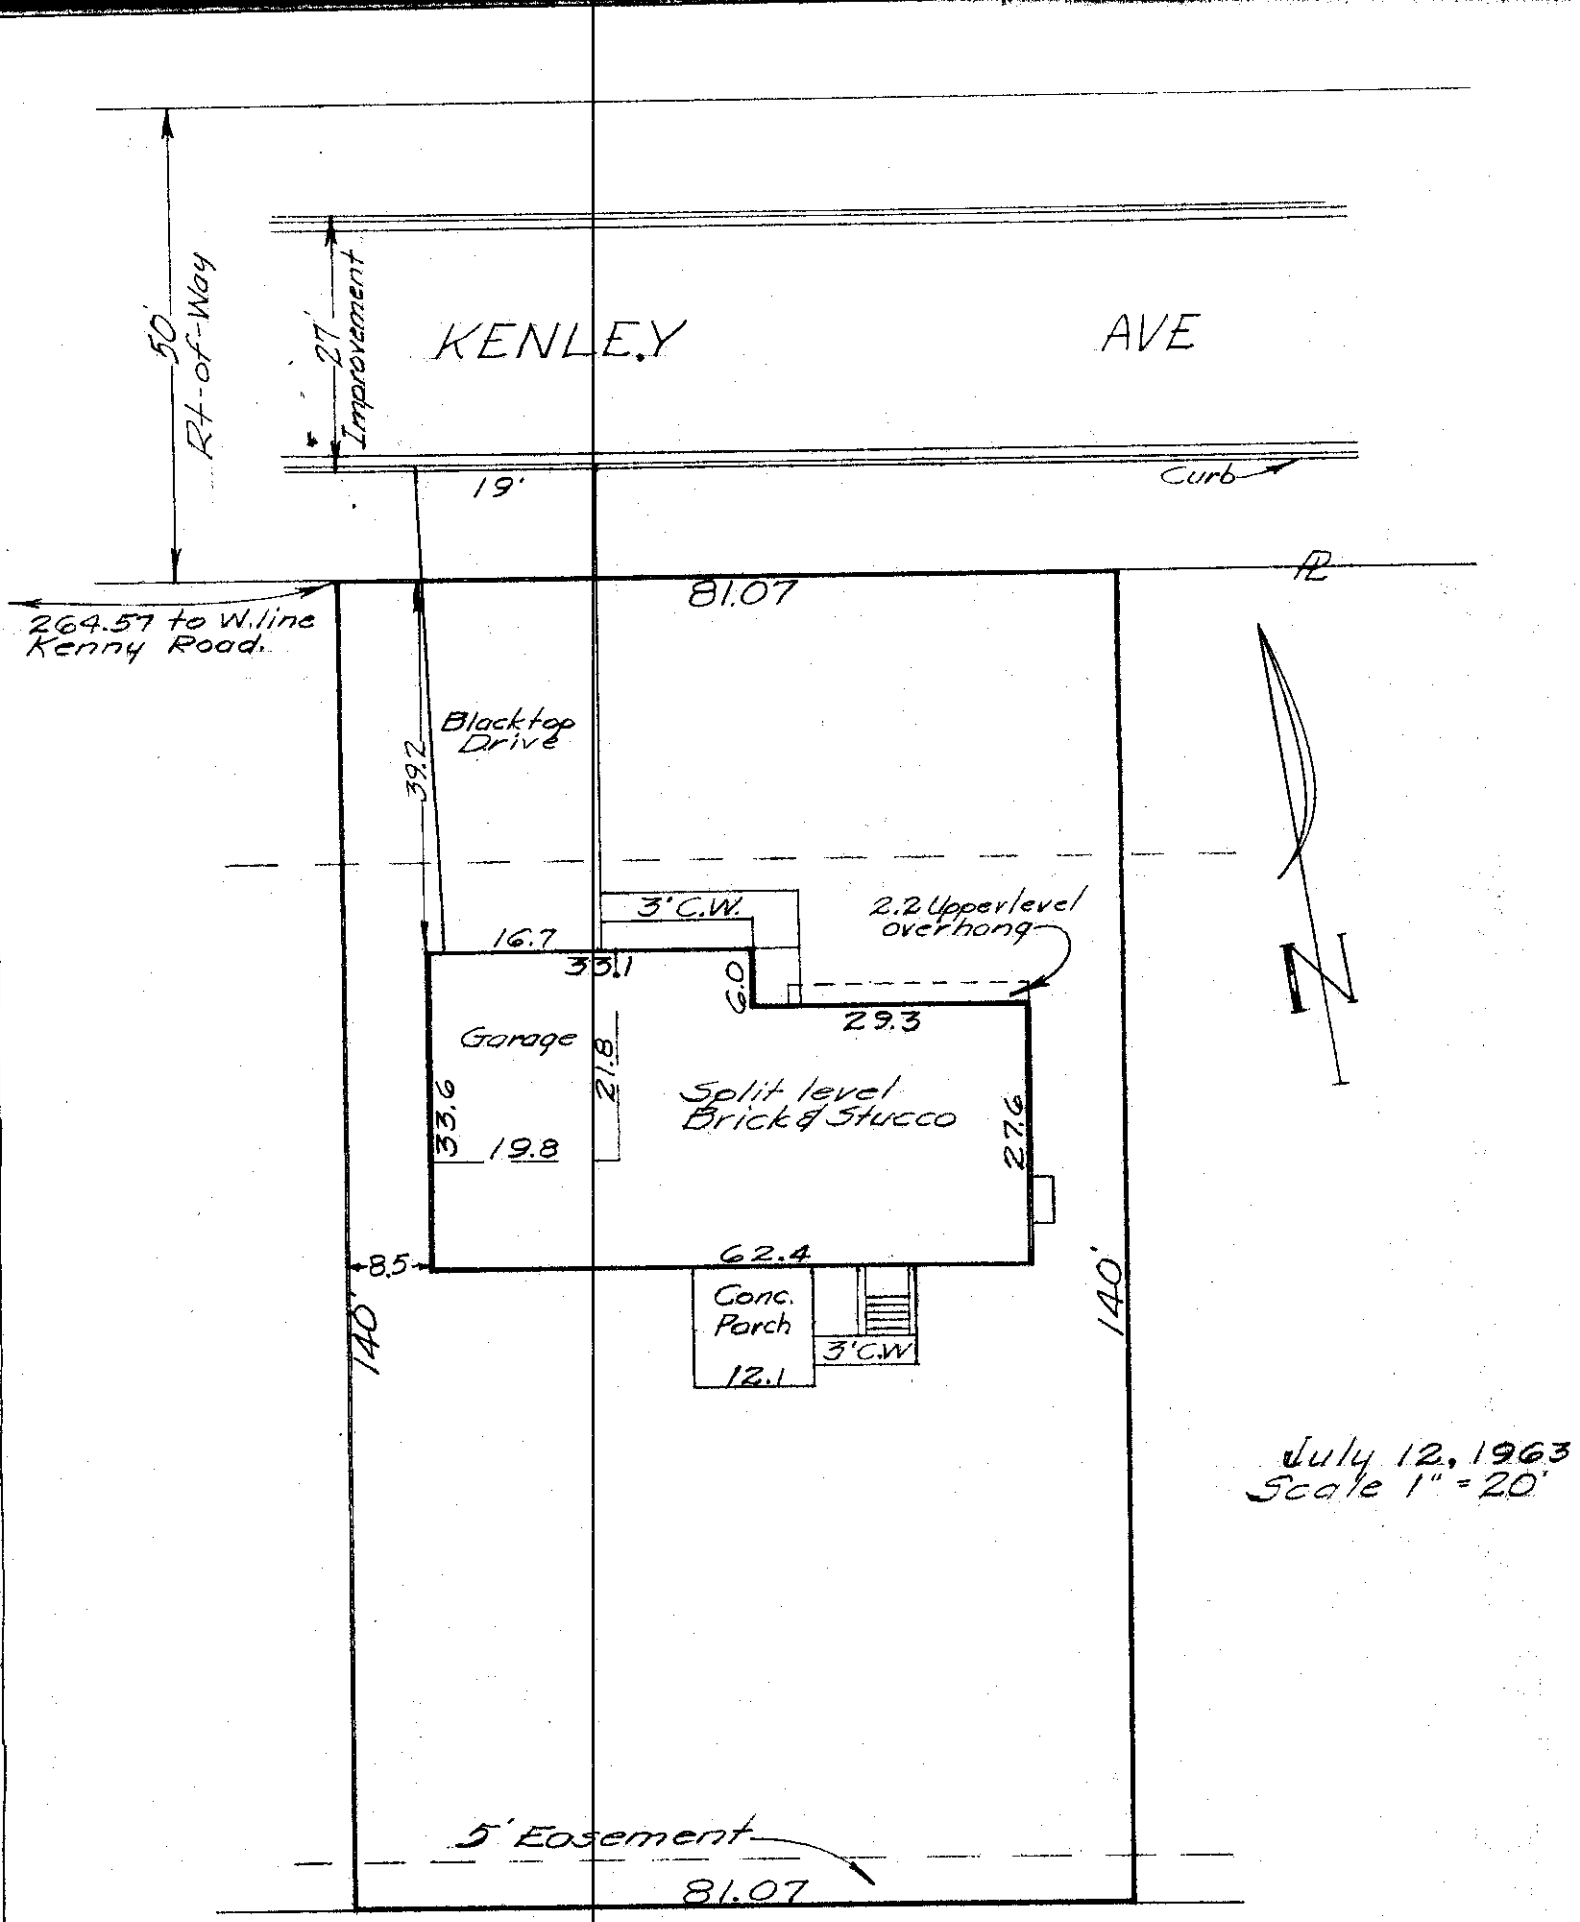 50'
Rt-of-Way
27'
Improvement
KENLEY AVE
19'
Curb
PL
81.07
264.57 to W.line
Kenny Road.
Blacktop
Drive
39.2
3' C.W.
2.2 Upper level
overhang
16.7
33.1
6.0
29.3
N
Garage
21.8
Split level
Brick & Stucco
33.6
19.8
27.6
8.5
62.4
140'
140'
Conc.
Porch
12.1
3' C.W
July 12, 1963
Scale 1" = 20'
5' Easement
81.07